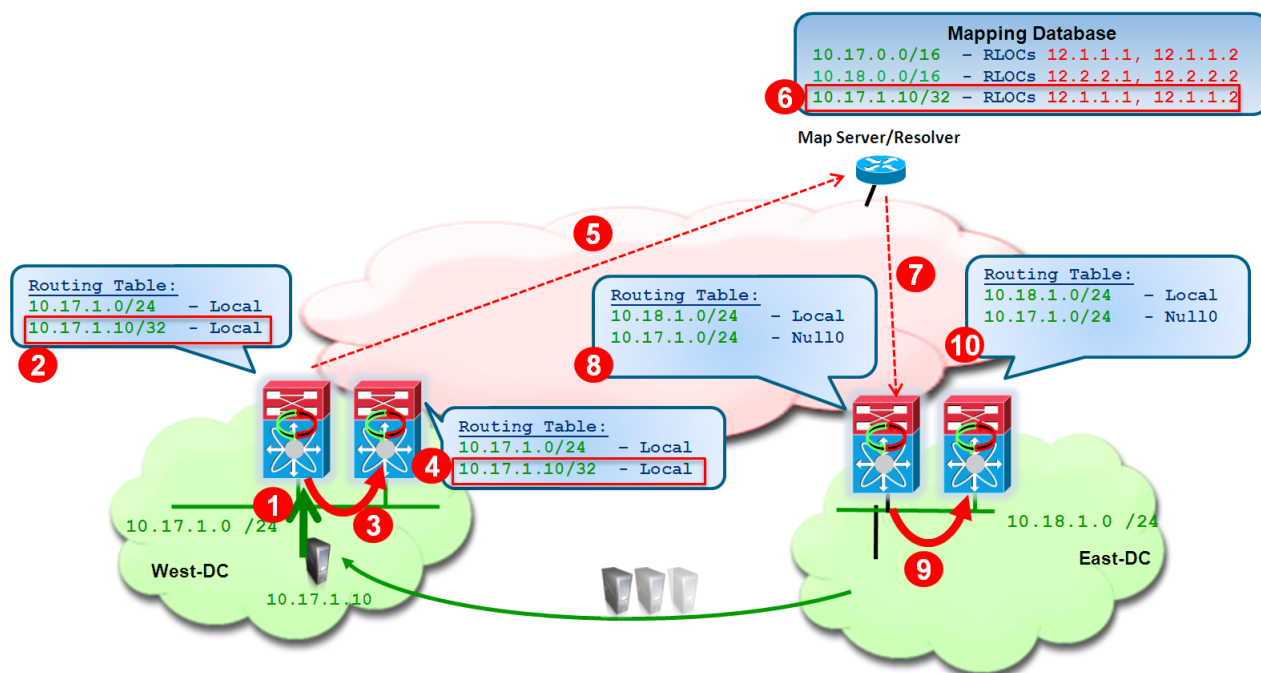 Mapping Database
10.17.0.0/16 – RLOCs 12.1.1.1, 12.1.1.2
10.18.0.0/16 – RLOCs 12.2.2.1, 12.2.2.2
6
10.17.1.10/32 – RLOCs 12.1.1.1, 12.1.1.2
Map Server/Resolver
5
7
Routing Table:
10.17.1.0/24 – Local
10.17.1.10/32 – Local
2
Routing Table:
10.18.1.0/24 – Local
10.17.1.0/24 – Null0
8
Routing Table:
10.18.1.0/24 – Local
10.17.1.0/24 – Null0
10
Routing Table:
10.17.1.0/24 – Local
10.17.1.10/32 – Local
4
1
3
10.17.1.0 /24
West-DC
10.17.1.10
9
10.18.1.0 /24
East-DC